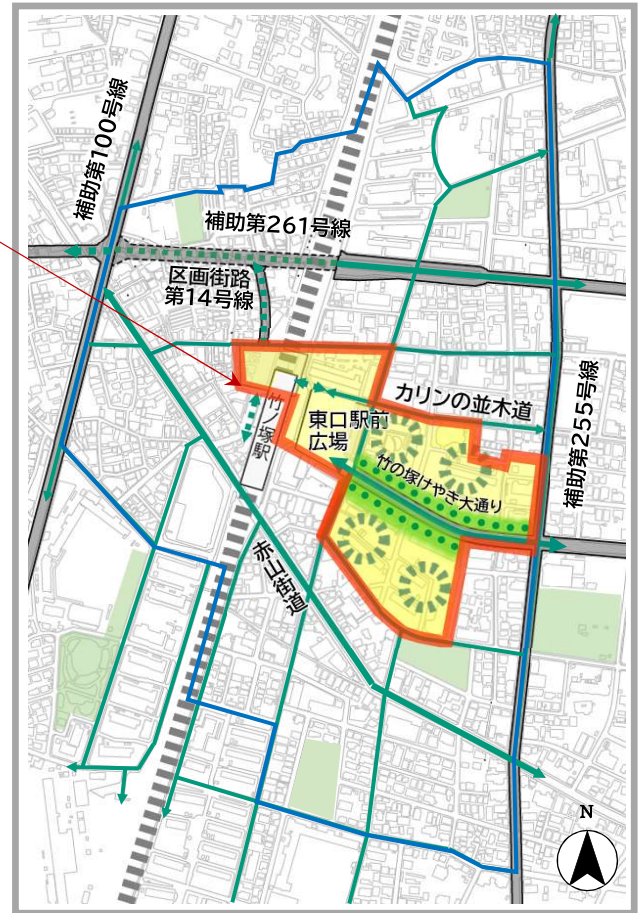 補助第100号線
補助第261号線
区画街路
第14号線
カリンの並木道
補助第255号線
竹ノ塚駅
東口駅前
広場
竹の塚けやき大通り
赤山街道
N